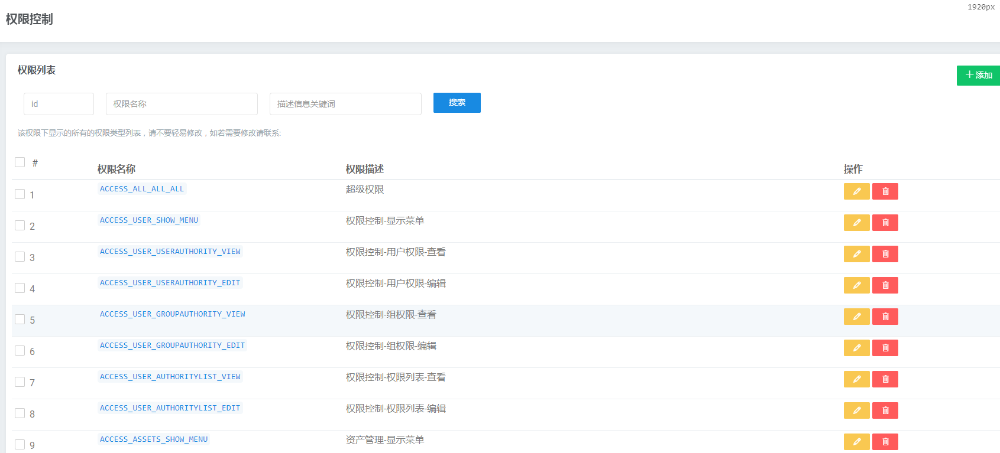 1920px
权限控制
权限列表
添加
id 权限名称 描述信息关键词 搜索
该权限下显示的所有的权限类型列表，请不要轻易修改，如若需要修改请联系:
# 权限名称 权限描述 操作
1 ACCESS_ALL_ALL_ALL 超级权限
2 ACCESS_USER_SHOW_MENU 权限控制-显示菜单
3 ACCESS_USER_USERAUTHORITY_VIEW 权限控制-用户权限-查看
4 ACCESS_USER_USERAUTHORITY_EDIT 权限控制-用户权限-编辑
5 ACCESS_USER_GROUPAUTHORITY_VIEW 权限控制-组权限-查看
6 ACCESS_USER_GROUPAUTHORITY_EDIT 权限控制-组权限-编辑
7 ACCESS_USER_AUTHORITYLIST_VIEW 权限控制-权限列表-查看
8 ACCESS_USER_AUTHORITYLIST_EDIT 权限控制-权限列表-编辑
9 ACCESS_ASSETS_SHOW_MENU 资产管理-显示菜单